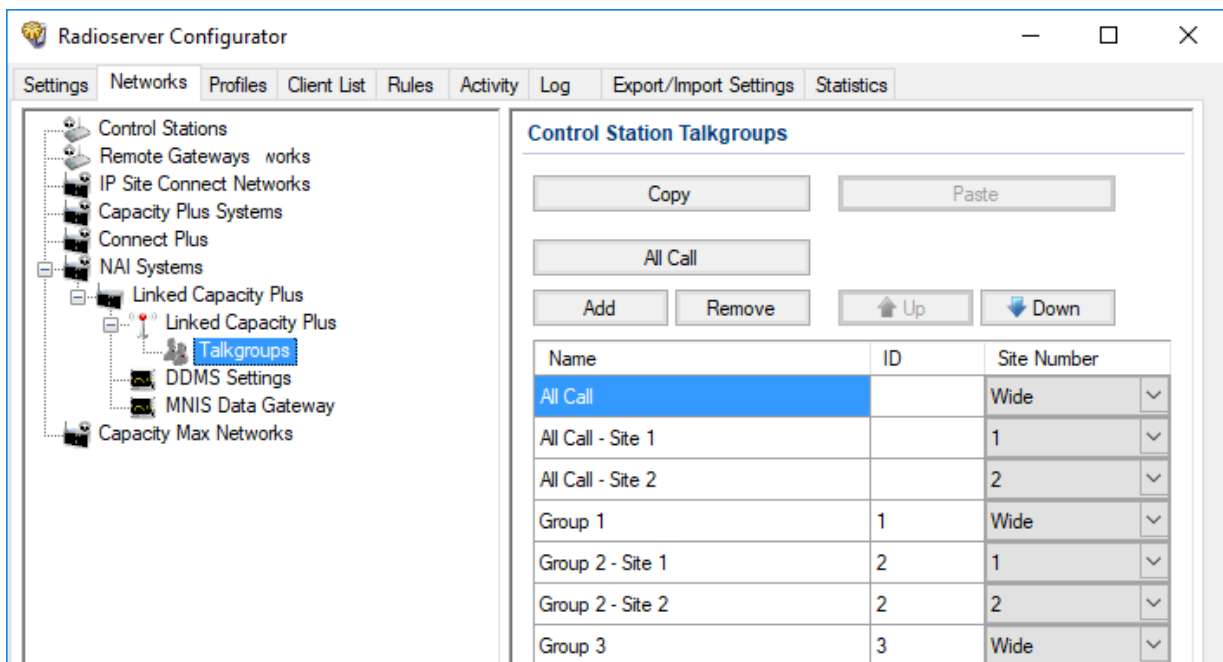 Radioserver Configurator
Settings Networks Profiles Client List Rules Activity Log Export/Import Settings Statistics
Control Stations
Remote Gateways works
IP Site Connect Networks
Capacity Plus Systems
Connect Plus
NAI Systems
Linked Capacity Plus
Linked Capacity Plus
Talkgroups
DDMS Settings
MNIS Data Gateway
Capacity Max Networks
Control Station Talkgroups
Copy Paste
All Call
Add Remove Up Down
Name ID Site Number
All Call Wide
All Call - Site 1 1
All Call - Site 2 2
Group 1 1 Wide
Group 2 - Site 1 2 1
Group 2 - Site 2 2 2
Group 3 3 Wide